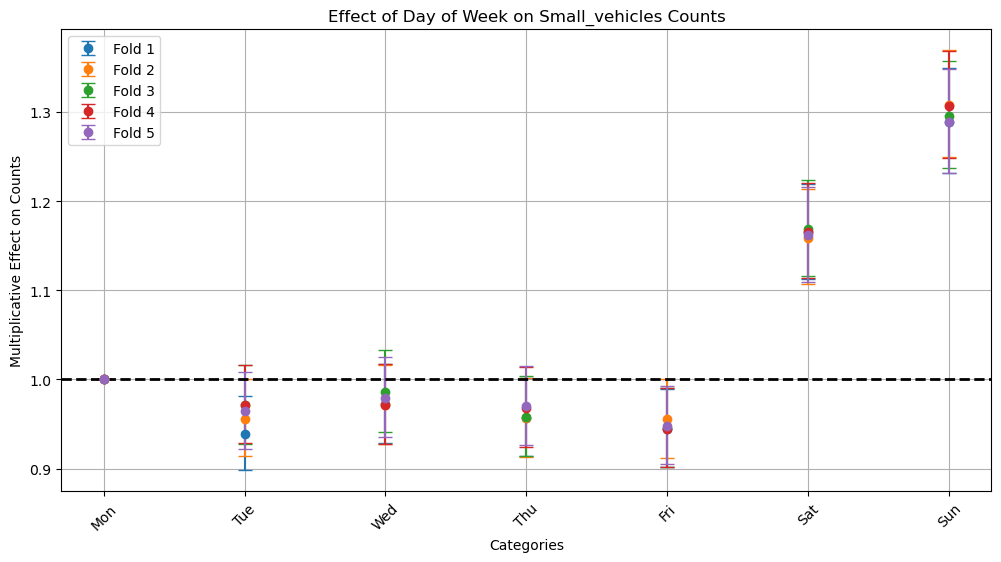 Effect of Day of Week on Small_vehicles Counts
Fold 1
Fold 2
Fold 3
Fold 4
Fold 5
Multiplicative Effect on Counts
1.3
1.2
1.1
1.0
0.9
Mon
Tue
Wed
Thu
Fri
Sat
Sun
Categories